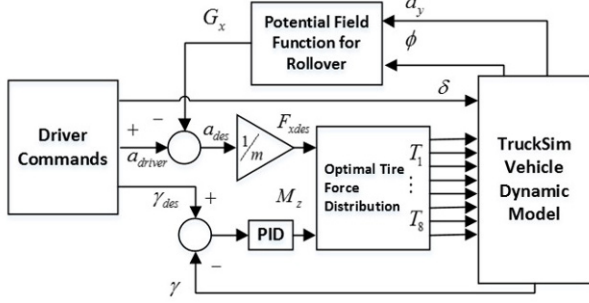 G_x
Potential Field
Function for
Rollover
a_y
ϕ
δ
Driver
Commands
−
+
a_driver
a_des
1/m
F_xdes
Optimal Tire
Force
Distribution
T_1
⋮
T_8
TruckSim
Vehicle
Dynamic
Model
γ_des
+
M_z
PID
−
γ